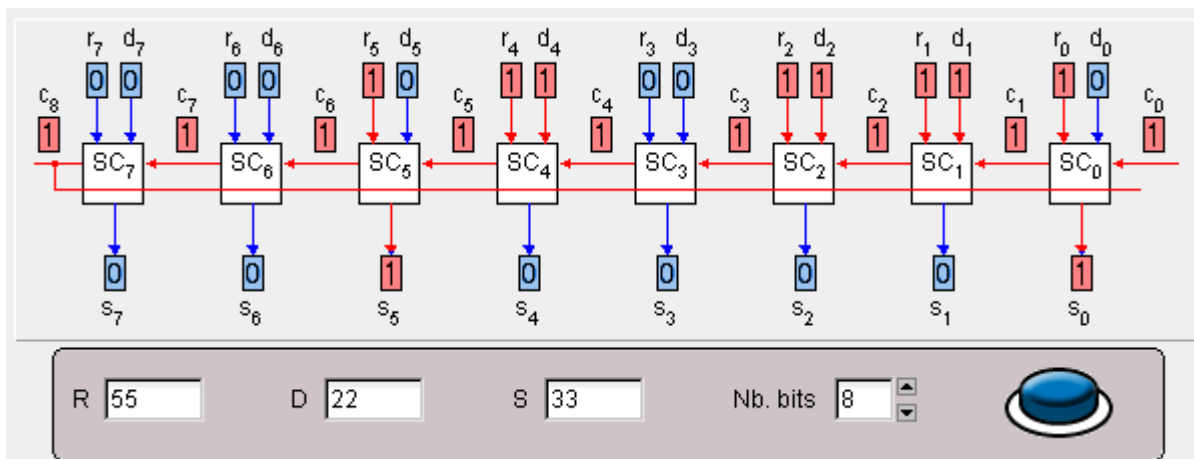 r7 d7 r6 d6 r5 d5 r4 d4 r3 d3 r2 d2 r1 d1 r0 d0
0 0 0 0 1 0 1 1 0 0 1 1 1 1 1 0
c8 c7 c6 c5 c4 c3 c2 c1 c0
1 1 1 1 1 1 1 1 1
SC7 SC6 SC5 SC4 SC3 SC2 SC1 SC0
0 0 1 0 0 0 0 1
s7 s6 s5 s4 s3 s2 s1 s0
R 55 D 22 S 33 Nb. bits 8